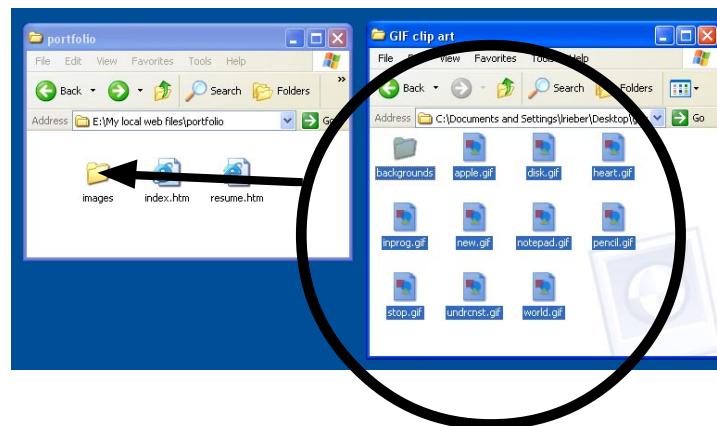 portfolio
File Edit View Favorites Tools Help
Back Search Folders »
Address E:\My local web files\portfolio Go
images index.htm resume.htm
GIF clip art
File View Favorites Help
Back Search Folders
Address C:\Documents and Settings\lrieber\Desktop\ Go
backgrounds apple.gif disk.gif heart.gif
inprog.gif new.gif notepad.gif pencil.gif
stop.gif undrcnst.gif world.gif